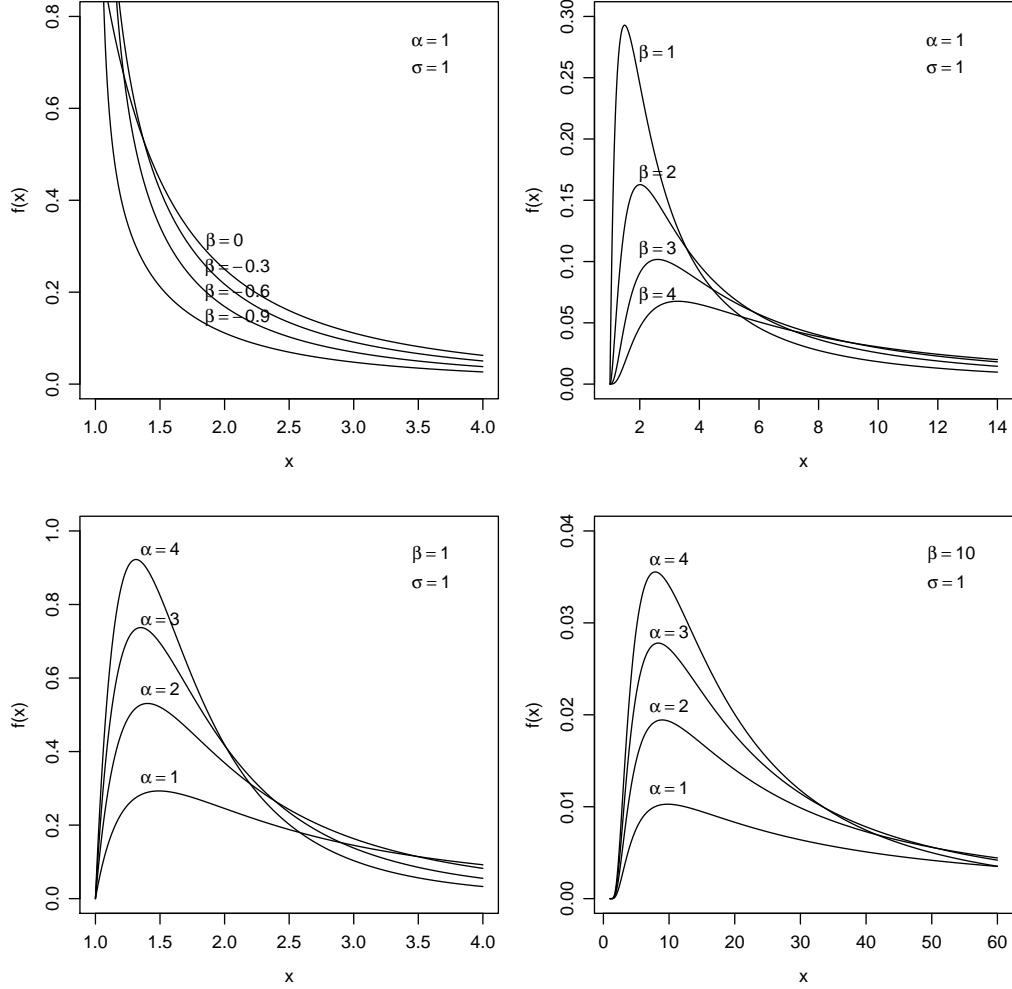 0.0 0.2 0.4 0.6 0.8
f(x)
α = 1
σ = 1
β = 0
β = −0.3
β = −0.6
β = −0.9
1.0 1.5 2.0 2.5 3.0 3.5 4.0
x
0.00 0.05 0.10 0.15 0.20 0.25 0.30
f(x)
α = 1
σ = 1
β = 1
β = 2
β = 3
β = 4
2 4 6 8 10 12 14
x
0.0 0.2 0.4 0.6 0.8 1.0
f(x)
β = 1
σ = 1
α = 4
α = 3
α = 2
α = 1
1.0 1.5 2.0 2.5 3.0 3.5 4.0
x
0.00 0.01 0.02 0.03 0.04
f(x)
β = 10
σ = 1
α = 4
α = 3
α = 2
α = 1
0 10 20 30 40 50 60
x